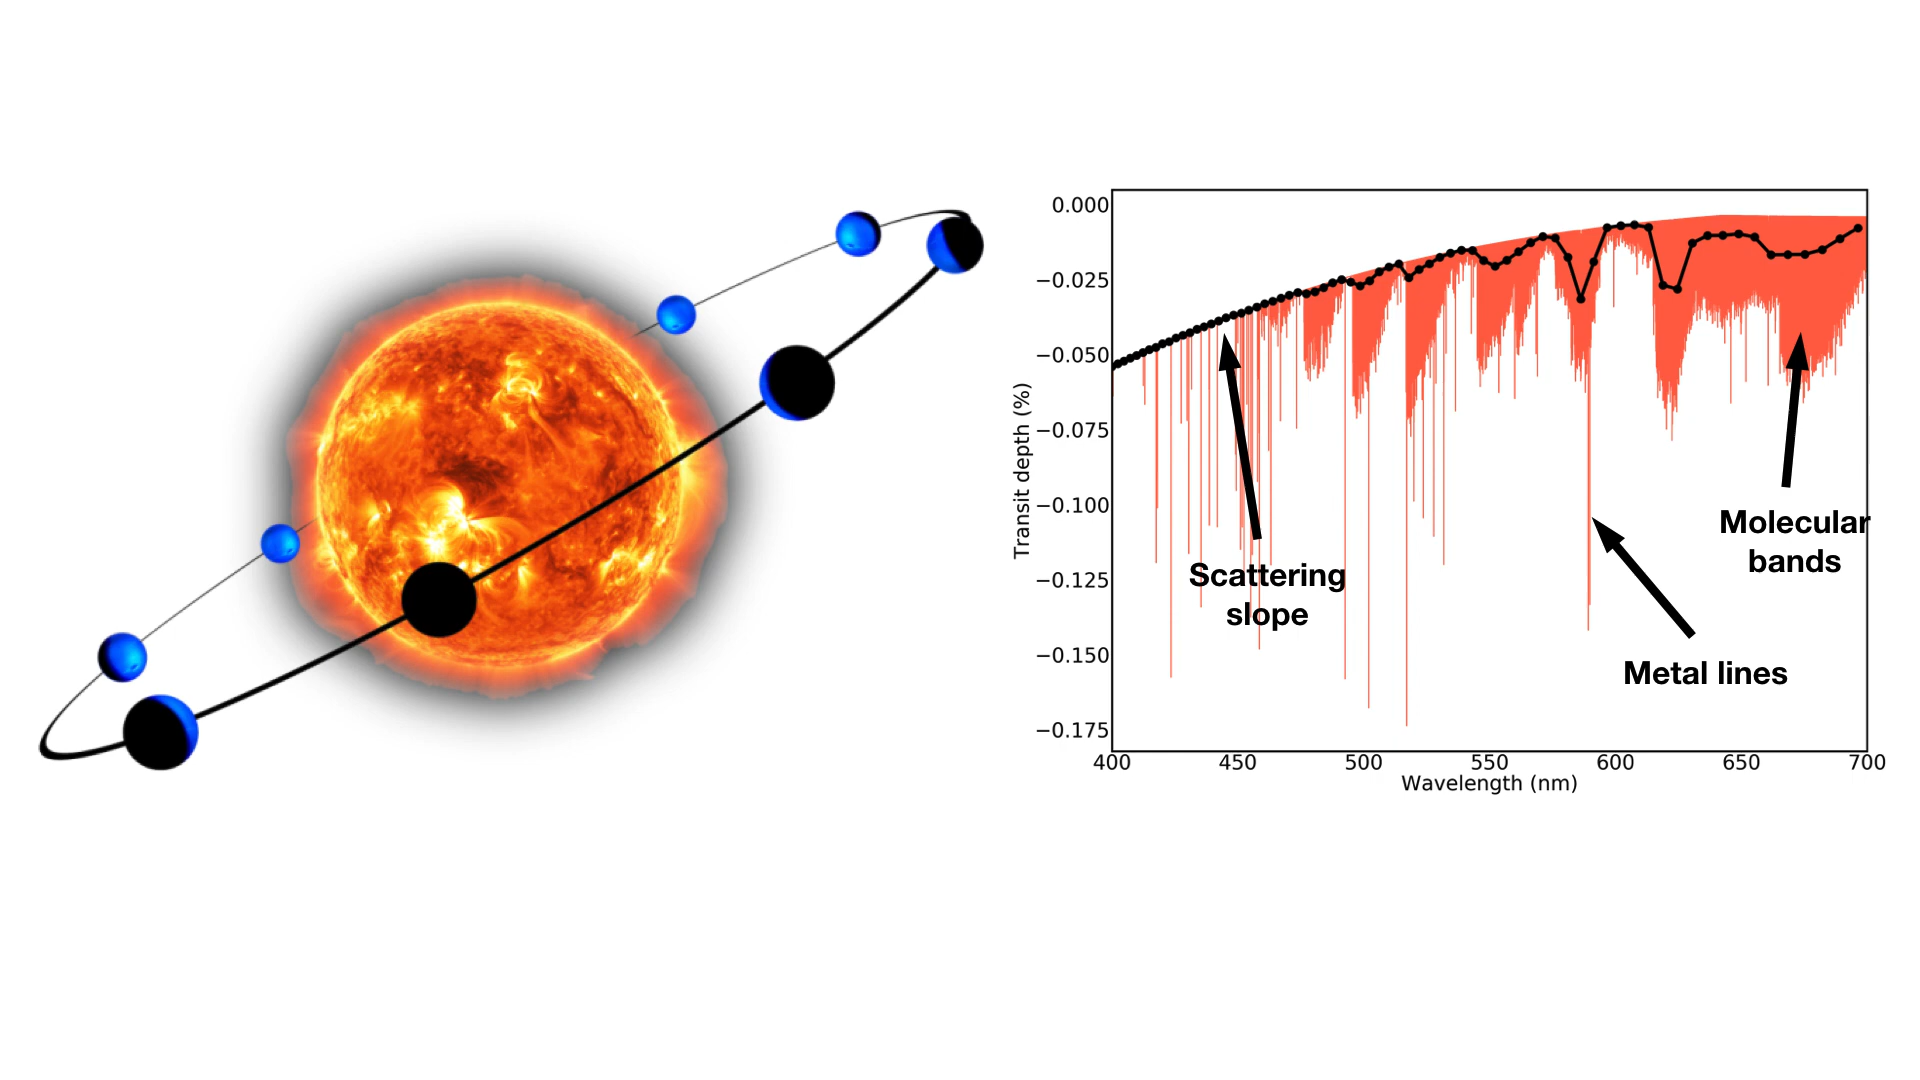 0.000
−0.025
−0.050
−0.075
−0.100
−0.125
−0.150
−0.175
Transit depth (%)
400 450 500 550 600 650 700
Wavelength (nm)
Scattering
slope
Molecular
bands
Metal lines